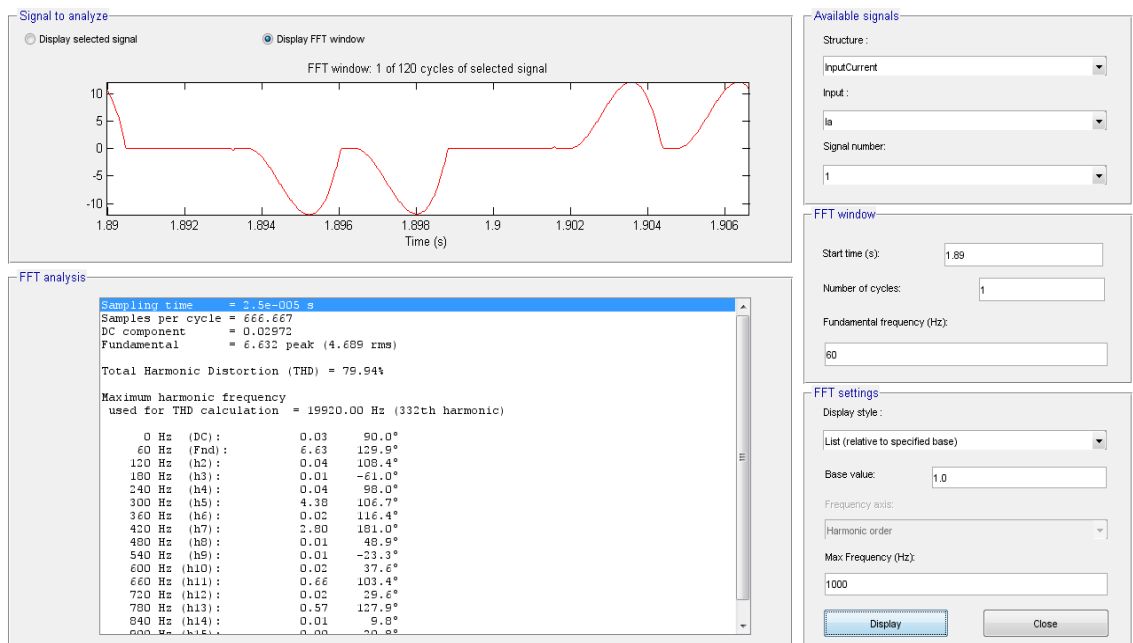 Signal to analyze
Display selected signal
Display FFT window
FFT window: 1 of 120 cycles of selected signal
10
5
0
-5
-10
1.89 1.892 1.894 1.896 1.898 1.9 1.902 1.904 1.906
Time (s)
FFT analysis
Sampling time = 2.5e-005 s
Samples per cycle = 666.667
DC component = 0.02972
Fundamental = 6.632 peak (4.689 rms)
Total Harmonic Distortion (THD) = 79.94%
Maximum harmonic frequency
used for THD calculation = 19920.00 Hz (332th harmonic)
0 Hz (DC): 0.03 90.0°
60 Hz (Fnd): 6.63 129.9°
120 Hz (h2): 0.04 108.4°
180 Hz (h3): 0.01 -61.0°
240 Hz (h4): 0.04 98.0°
300 Hz (h5): 4.38 106.7°
360 Hz (h6): 0.02 116.4°
420 Hz (h7): 2.80 181.0°
480 Hz (h8): 0.01 48.9°
540 Hz (h9): 0.01 -23.3°
600 Hz (h10): 0.02 37.6°
660 Hz (h11): 0.66 103.4°
720 Hz (h12): 0.02 29.6°
780 Hz (h13): 0.57 127.9°
840 Hz (h14): 0.01 9.8°
900 Hz (h15): 0.00 20.8°
Available signals
Structure :
InputCurrent
Input :
Ia
Signal number:
1
FFT window
Start time (s):
1.89
Number of cycles:
1
Fundamental frequency (Hz):
60
FFT settings
Display style :
List (relative to specified base)
Base value:
1.0
Frequency axis:
Harmonic order
Max Frequency (Hz):
1000
Display
Close